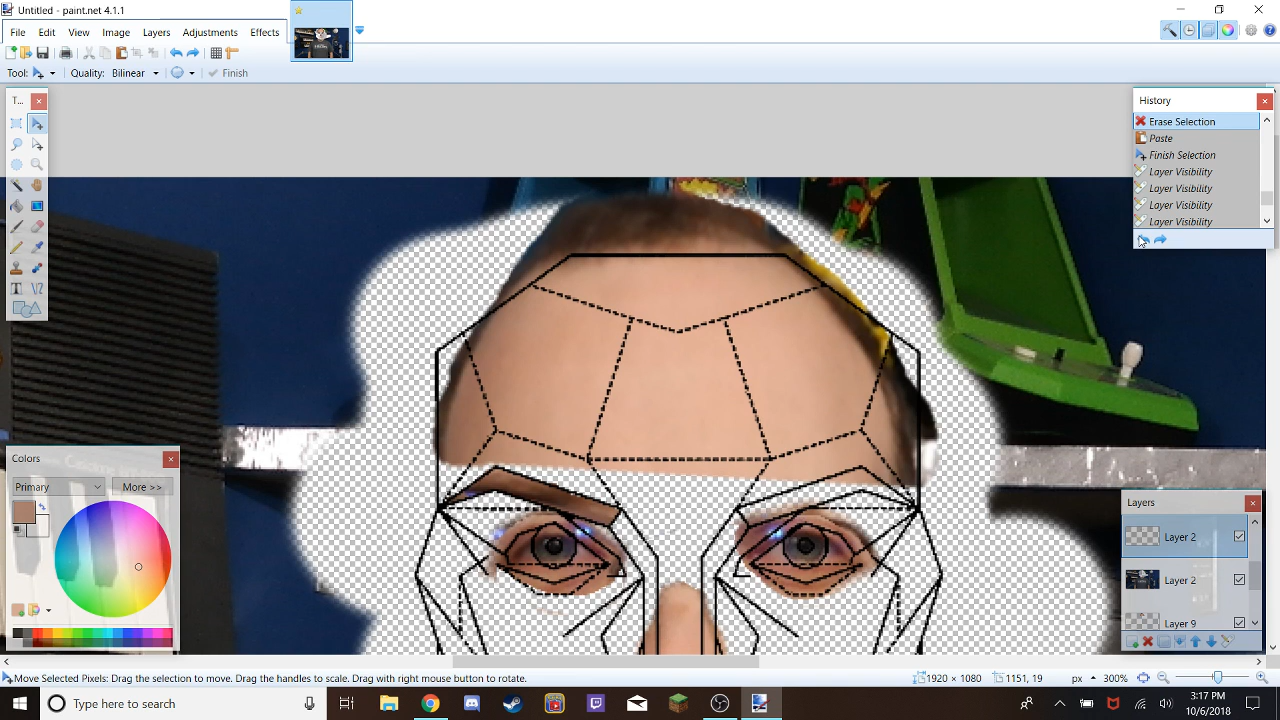 Untitled - paint.net 4.1.1
File Edit View Image Layers Adjustments Effects
Tool: Quality: Bilinear Finish
T...
History
Erase Selection
Paste
Finish Selection
Layer Visibility
Layer Visibility
Layer Visibility
Layer Visibility
Colors
Primary More >>
Layers
Layer 2
Layer 2
Layer 9
Move Selected Pixels: Drag the selection to move. Drag the handles to scale. Drag with right mouse button to rotate.
1920 × 1080 1151, 19 px 300%
Type here to search
3:17 PM
10/6/2018